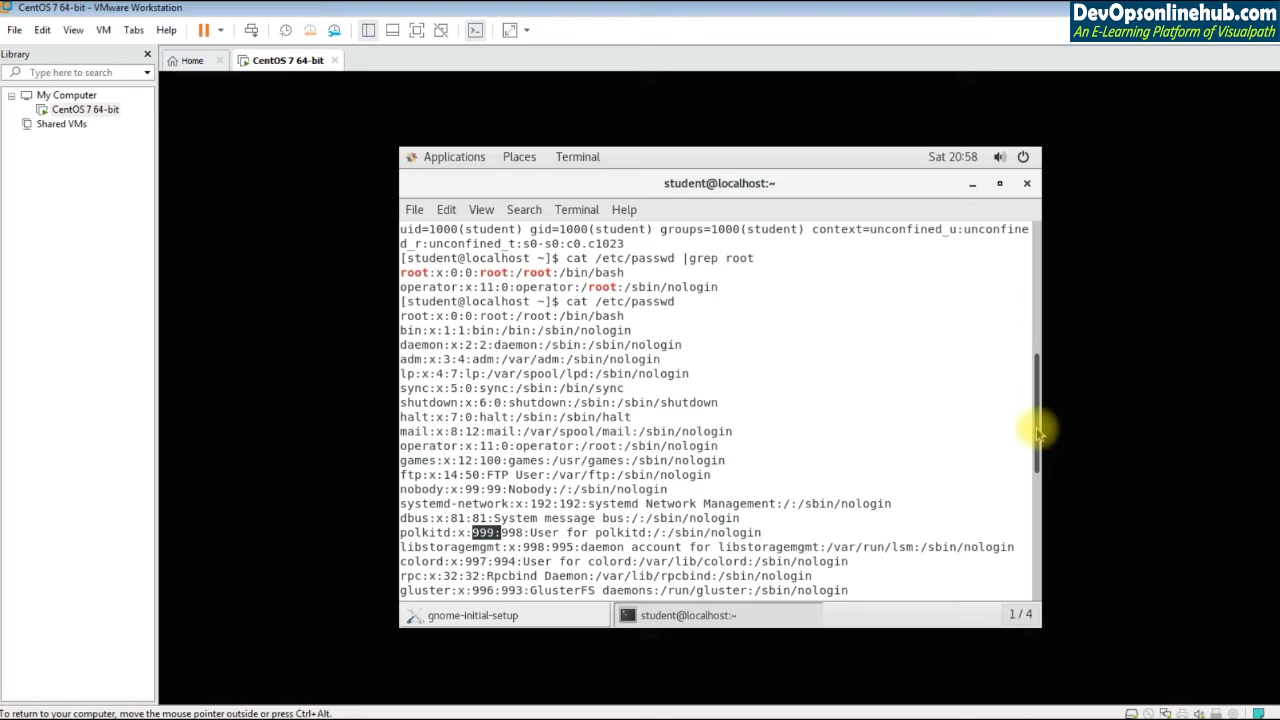 CentOS 7 64-bit - VMware Workstation
DevOpsonlinehub.com
An E-Learning Platform of Visualpath
File Edit View VM Tabs Help
Library
Type here to search
Home
CentOS 7 64-bit
My Computer
CentOS 7 64-bit
Shared VMs
Applications Places Terminal Sat 20:58
student@localhost:~
File Edit View Search Terminal Help
uid=1000(student) gid=1000(student) groups=1000(student) context=unconfined_u:unconfine
d_r:unconfined_t:s0-s0:c0.c1023
[student@localhost ~]$ cat /etc/passwd |grep root
root:x:0:0:root:/root:/bin/bash
operator:x:11:0:operator:/root:/sbin/nologin
[student@localhost ~]$ cat /etc/passwd
root:x:0:0:root:/root:/bin/bash
bin:x:1:1:bin:/bin:/sbin/nologin
daemon:x:2:2:daemon:/sbin:/sbin/nologin
adm:x:3:4:adm:/var/adm:/sbin/nologin
lp:x:4:7:lp:/var/spool/lpd:/sbin/nologin
sync:x:5:0:sync:/sbin:/bin/sync
shutdown:x:6:0:shutdown:/sbin:/sbin/shutdown
halt:x:7:0:halt:/sbin:/sbin/halt
mail:x:8:12:mail:/var/spool/mail:/sbin/nologin
operator:x:11:0:operator:/root:/sbin/nologin
games:x:12:100:games:/usr/games:/sbin/nologin
ftp:x:14:50:FTP User:/var/ftp:/sbin/nologin
nobody:x:99:99:Nobody:/:/sbin/nologin
systemd-network:x:192:192:systemd Network Management:/:/sbin/nologin
dbus:x:81:81:System message bus:/:/sbin/nologin
polkitd:x:999:998:User for polkitd:/:/sbin/nologin
libstoragemgmt:x:998:995:daemon account for libstoragemgmt:/var/run/lsm:/sbin/nologin
colord:x:997:994:User for colord:/var/lib/colord:/sbin/nologin
rpc:x:32:32:Rpcbind Daemon:/var/lib/rpcbind:/sbin/nologin
gluster:x:996:993:GlusterFS daemons:/run/gluster:/sbin/nologin
gnome-initial-setup
student@localhost:~
1 / 4
To return to your computer, move the mouse pointer outside or press Ctrl+Alt.